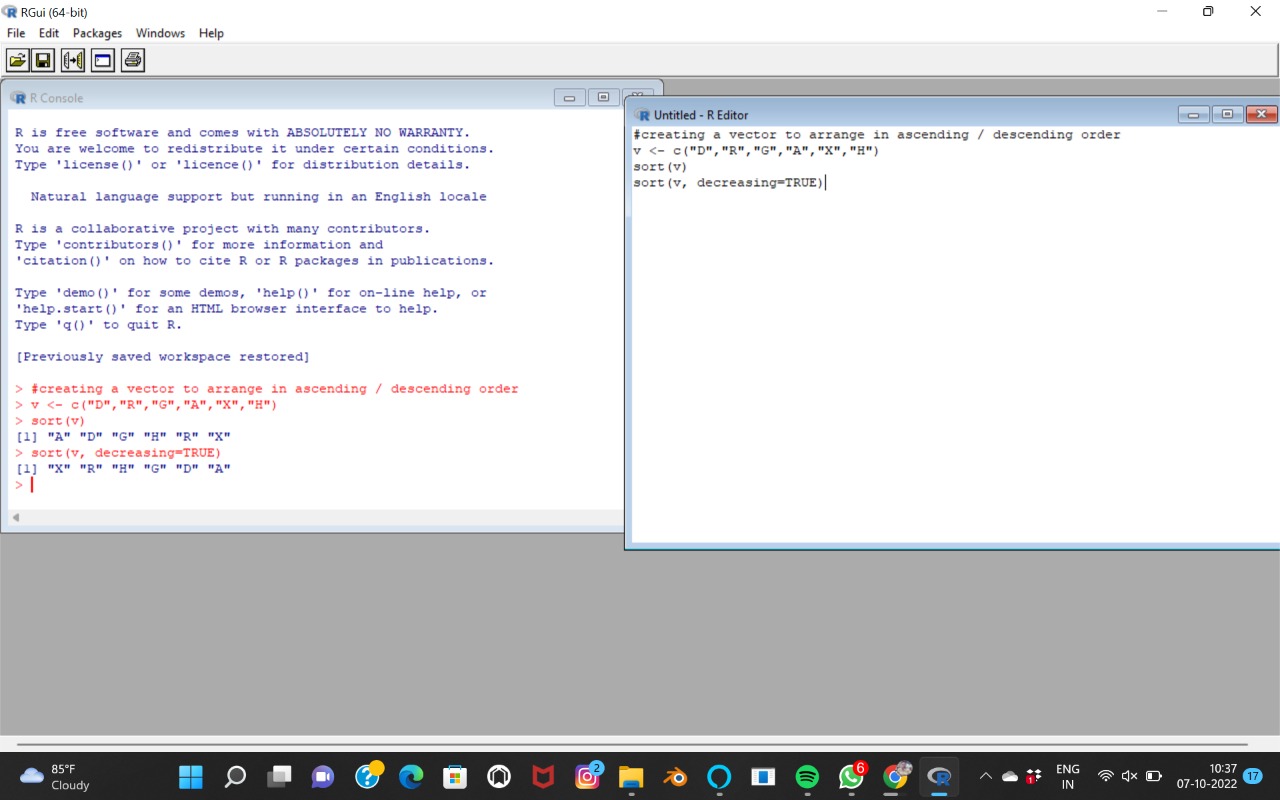 RGui (64-bit)
File Edit Packages Windows Help
R Console
R is free software and comes with ABSOLUTELY NO WARRANTY.
You are welcome to redistribute it under certain conditions.
Type 'license()' or 'licence()' for distribution details.
Natural language support but running in an English locale
R is a collaborative project with many contributors.
Type 'contributors()' for more information and
'citation()' on how to cite R or R packages in publications.
Type 'demo()' for some demos, 'help()' for on-line help, or
'help.start()' for an HTML browser interface to help.
Type 'q()' to quit R.
[Previously saved workspace restored]
> #creating a vector to arrange in ascending / descending order
> v <- c("D","R","G","A","X","H")
> sort(v)
[1] "A" "D" "G" "H" "R" "X"
> sort(v, decreasing=TRUE)
[1] "X" "R" "H" "G" "D" "A"
>
Untitled - R Editor
#creating a vector to arrange in ascending / descending order
v <- c("D","R","G","A","X","H")
sort(v)
sort(v, decreasing=TRUE)
85°F
Cloudy
2
6
1
ENG
IN
10:37
07-10-2022
17